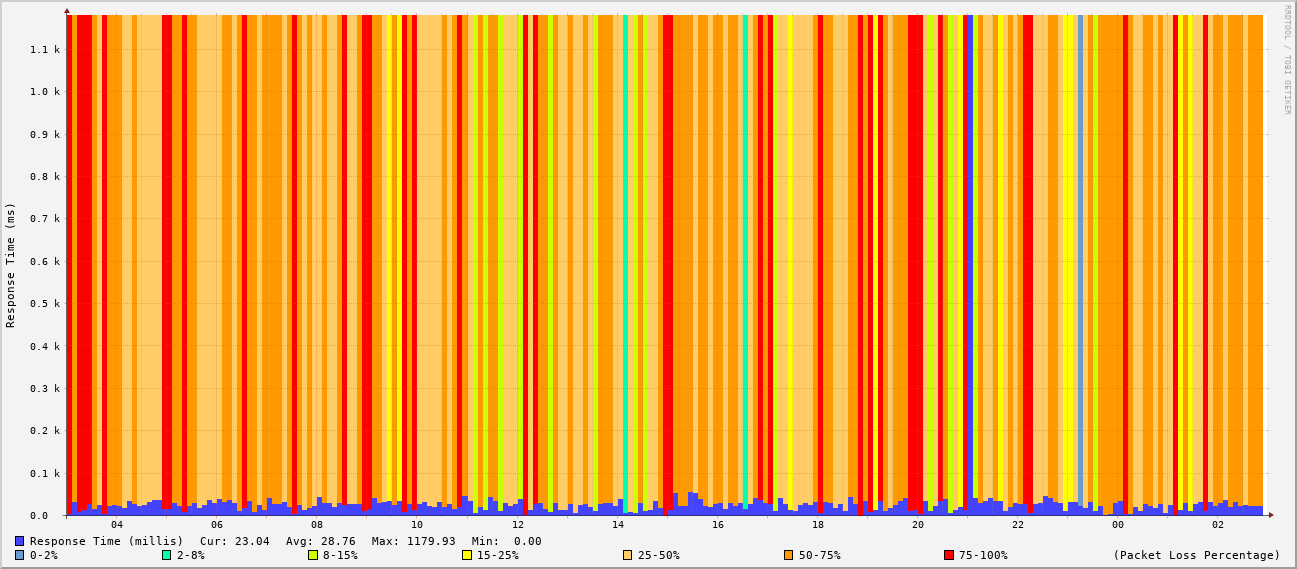 RRDTOOL / TOBI OETIKER
Response Time (ms)
1.1 k
1.0 k
0.9 k
0.8 k
0.7 k
0.6 k
0.5 k
0.4 k
0.3 k
0.2 k
0.1 k
0.0
04 06 08 10 12 14 16 18 20 22 00 02
Response Time (millis) Cur: 23.04 Avg: 28.76 Max: 1179.93 Min: 0.00
0-2% 2-8% 8-15% 15-25% 25-50% 50-75% 75-100% (Packet Loss Percentage)